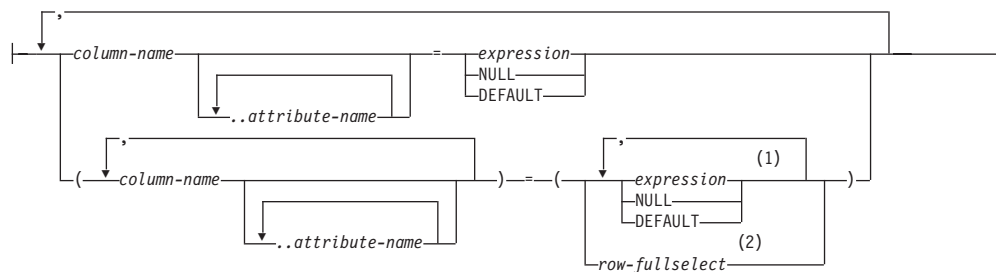 ,
column-name = expression
NULL
DEFAULT
..attribute-name
, , (1)
( column-name ) = ( expression )
NULL
DEFAULT
..attribute-name (2)
row-fullselect